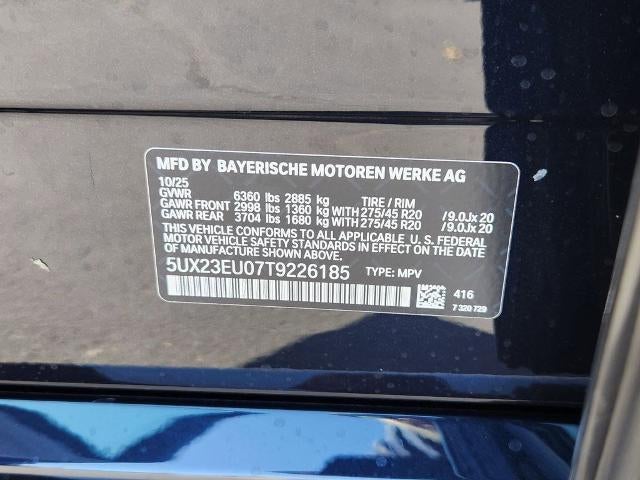 MFD BY BAYERISCHE MOTOREN WERKE AG
10/25
GVWR 6360 lbs 2885 kg TIRE / RIM
GAWR FRONT 2998 lbs 1360 kg WITH 275/45 R20 /9.0Jx20
GAWR REAR 3704 lbs 1680 kg WITH 275/45 R20 /9.0Jx20
THIS VEHICLE CONFORMS TO ALL APPLICABLE U. S. FEDERAL
MOTOR VEHICLE SAFETY STANDARDS IN EFFECT ON THE DATE
OF MANUFACTURE SHOWN ABOVE.
5UX23EU07T9226185 TYPE: MPV
416
7 320 729